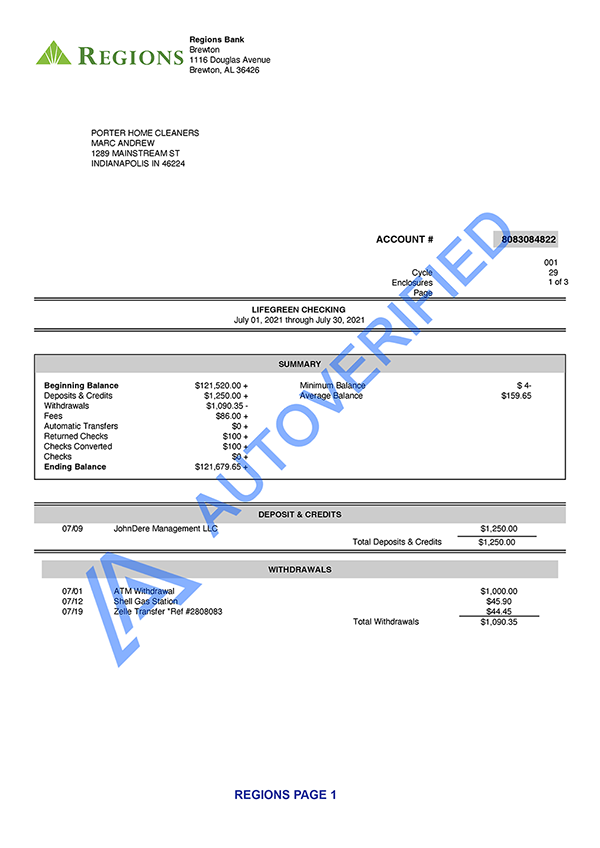 REGIONS
Regions Bank
Brewton
1116 Douglas Avenue
Brewton, AL 36426
PORTER HOME CLEANERS
MARC ANDREW
1289 MAINSTREAM ST
INDIANAPOLIS IN 46224
ACCOUNT # 8083084822
001
Cycle 29
Enclosures 1 of 3
Page
LIFEGREEN CHECKING
July 01, 2021 through July 30, 2021
SUMMARY
Beginning Balance $121,520.00 + Minimum Balance $ 4-
Deposits & Credits $1,250.00 + Average Balance $159.65
Withdrawals $1,090.35 -
Fees $86.00 +
Automatic Transfers $0 +
Returned Checks $100 +
Checks Converted $100 +
Checks $0 +
Ending Balance $121,679.65 +
AUTOVERIFIED
DEPOSIT & CREDITS
07/09 JohnDere Management LLC $1,250.00
Total Deposits & Credits $1,250.00
WITHDRAWALS
07/01 ATM Withdrawal $1,000.00
07/12 Shell Gas Station $45.90
07/19 Zelle Transfer *Ref #2808083 $44.45
Total Withdrawals $1,090.35
REGIONS PAGE 1